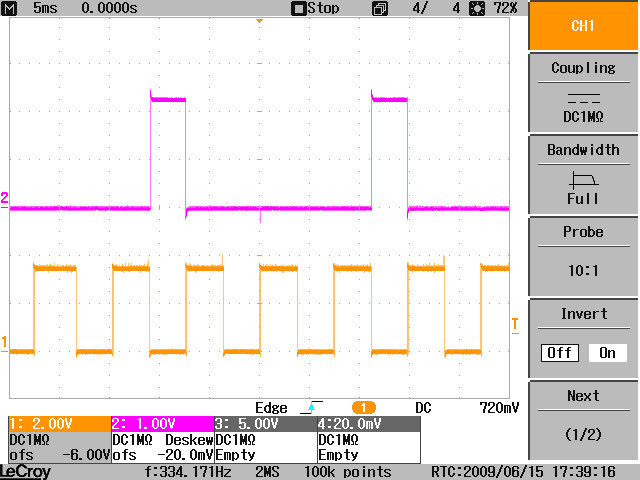 M 5ms 0.0000s Stop 4/ 4 72%
CH1
Coupling
DC1MΩ
Bandwidth
Full
Probe
10:1
Invert
Off On
Next
(1/2)
2
1
T
Edge 1 DC 720mV
1: 2.00V 2: 1.00V 3: 5.00V 4:20.0mV
DC1MΩ DC1MΩ Deskew DC1MΩ DC1MΩ
ofs -6.00V ofs -20.0mV Empty Empty
LeCroy f:334.171Hz 2MS 100k points RTC:2009/06/15 17:39:16